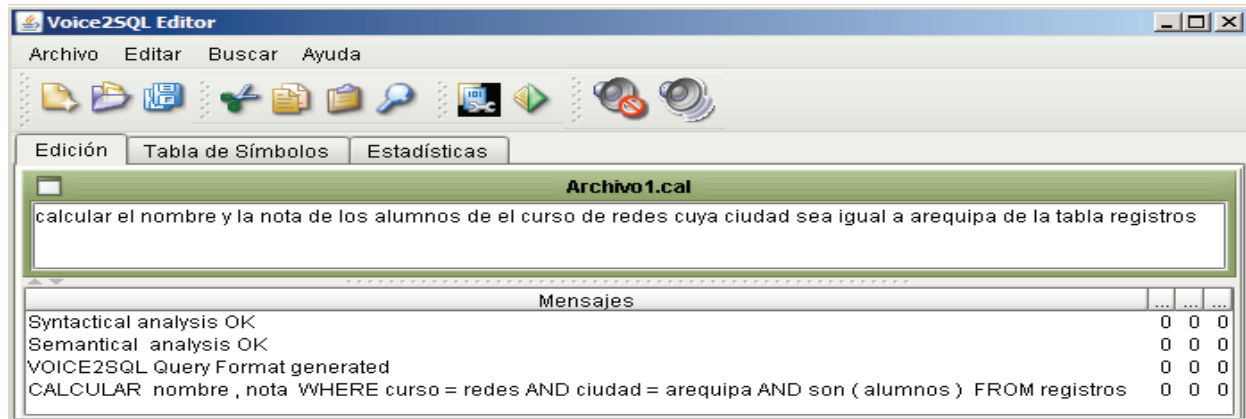 Voice2SQL Editor
Archivo Editar Buscar Ayuda
Edición Tabla de Símbolos Estadísticas
Archivo1.cal
calcular el nombre y la nota de los alumnos de el curso de redes cuya ciudad sea igual a arequipa de la tabla registros
Mensajes ... ... ...
Syntactical analysis OK 0 0 0
Semantical analysis OK 0 0 0
VOICE2SQL Query Format generated 0 0 0
CALCULAR nombre , nota WHERE curso = redes AND ciudad = arequipa AND son ( alumnos ) FROM registros 0 0 0